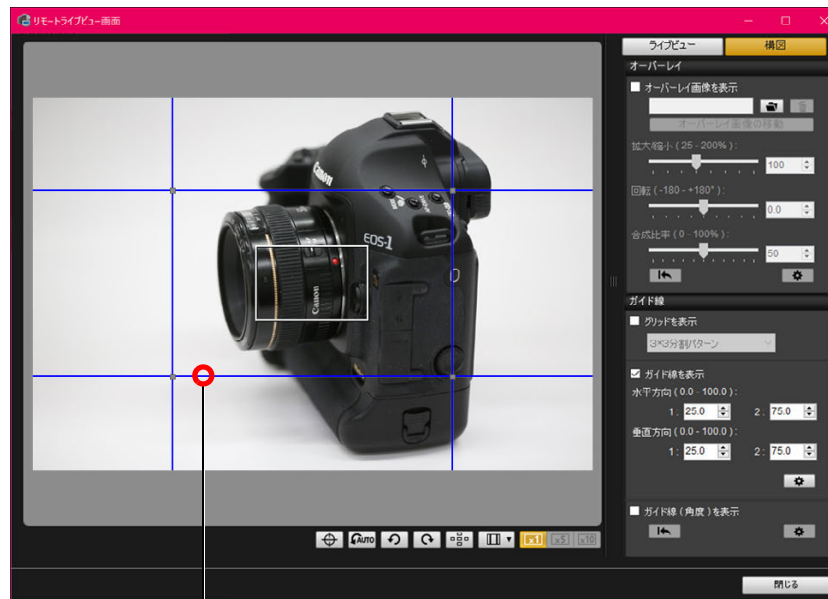 リモートライブビュー画面
ライブビュー 構図
オーバーレイ
オーバーレイ画像を表示
オーバーレイ画像の移動
拡大/縮小 ( 25 - 200% ) :
100
回転 ( -180 - +180° ) :
0.0
合成比率 ( 0 - 100% ) :
50
ガイド線
グリッドを表示
3*3分割パターン
ガイド線を表示
水平方向 ( 0.0 - 100.0 ) :
1 : 25.0 2 : 75.0
垂直方向 ( 0.0 - 100.0 ) :
1 : 25.0 2 : 75.0
ガイド線 ( 角度 ) を表示
Canon
EOS-1
Canon
AUTO x1 x5 x10
閉じる